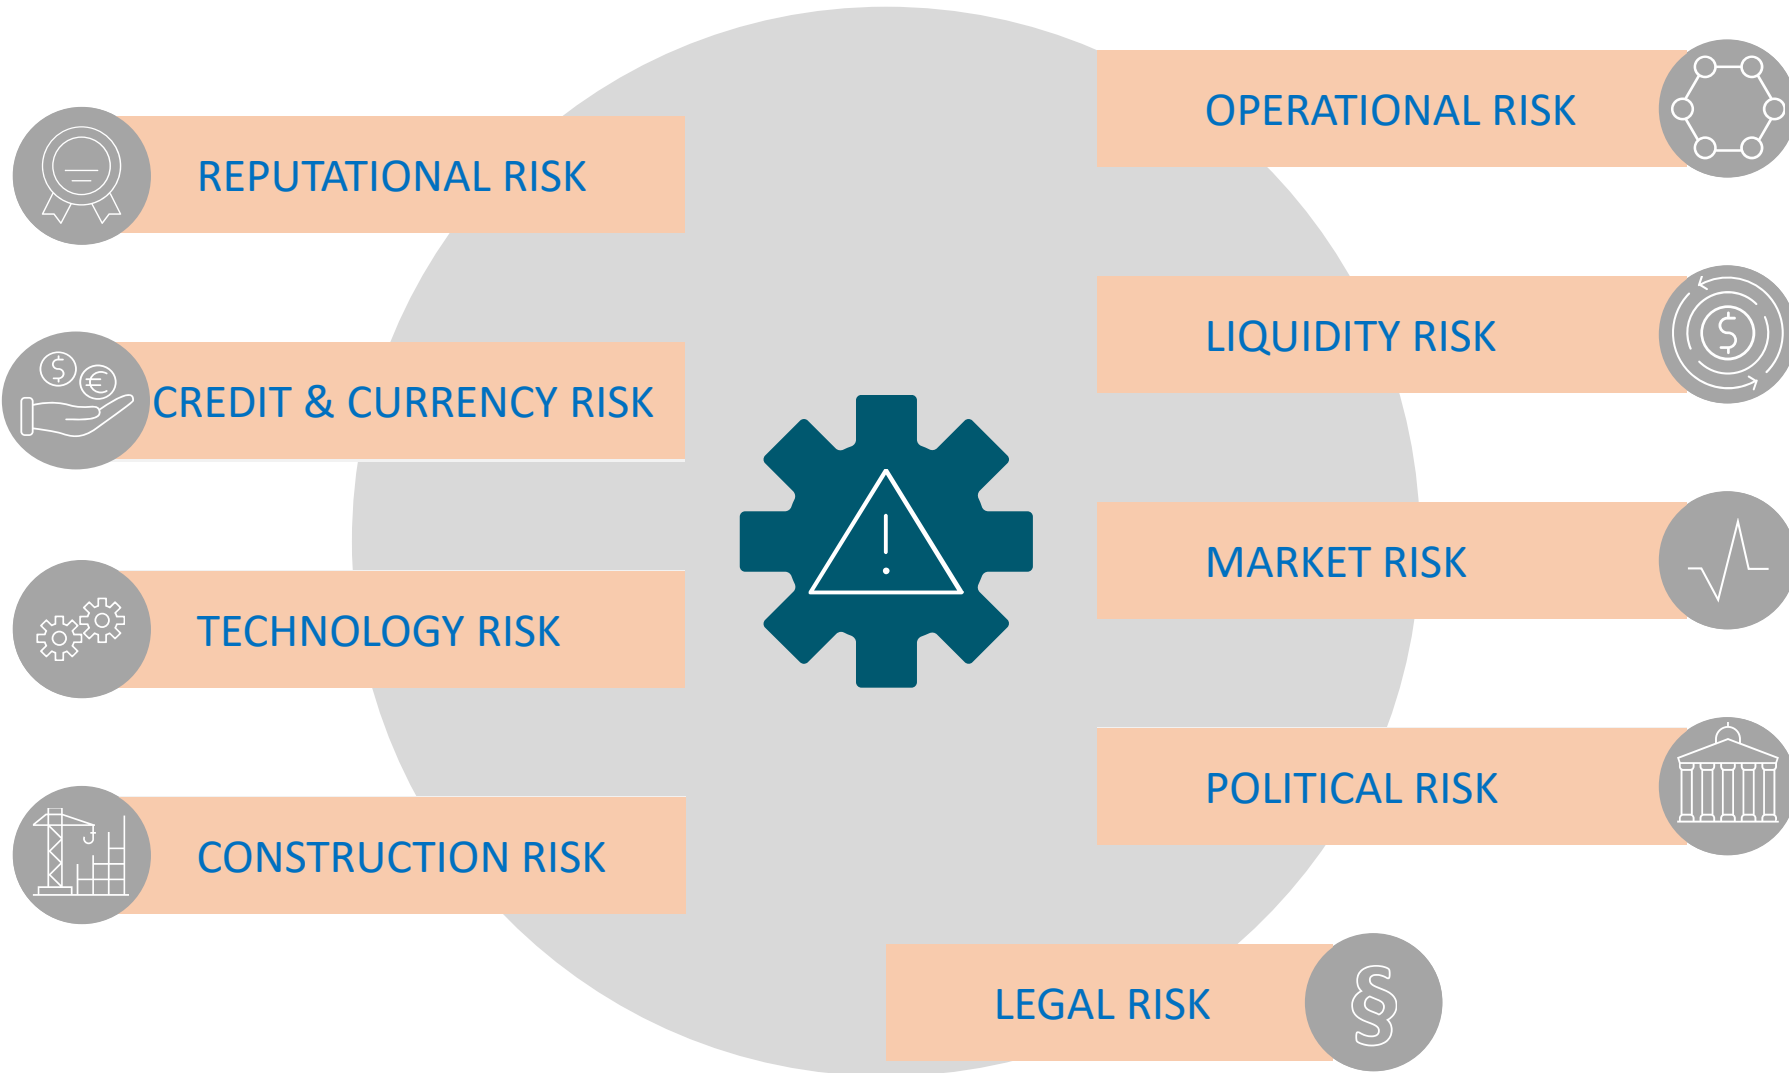 REPUTATIONAL RISK
CREDIT & CURRENCY RISK
TECHNOLOGY RISK
CONSTRUCTION RISK
OPERATIONAL RISK
LIQUIDITY RISK
MARKET RISK
POLITICAL RISK
LEGAL RISK